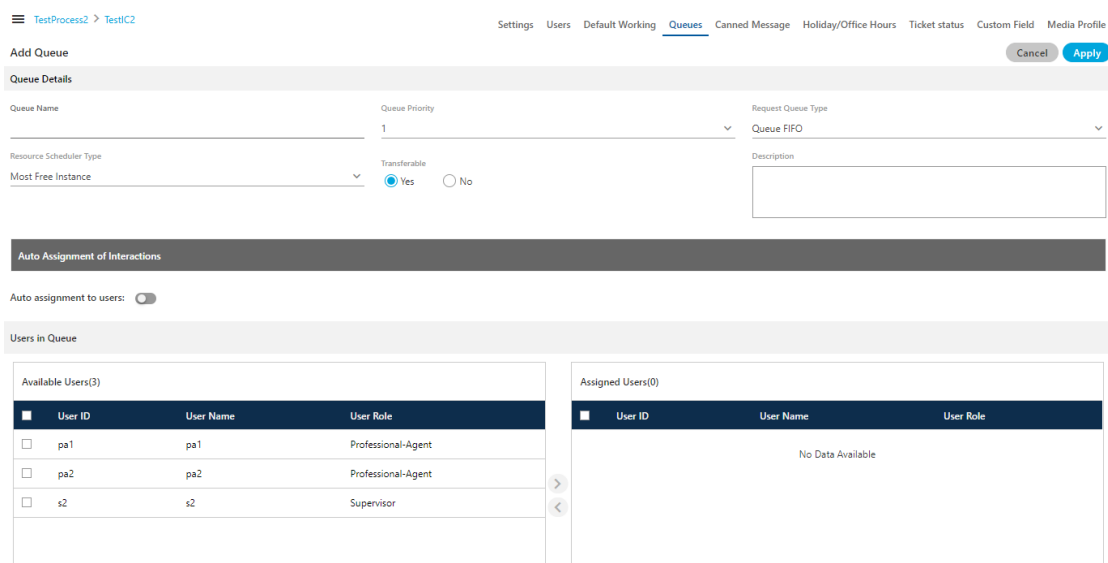 TestProcess2 > TestIC2
Settings Users Default Working Queues Canned Message Holiday/Office Hours Ticket status Custom Field Media Profile
Add Queue
Cancel Apply
Queue Details
Queue Name Queue Priority Request Queue Type
1 Queue FIFO
Resource Scheduler Type Transferable Description
Most Free Instance Yes No
Auto Assignment of Interactions
Auto assignment to users:
Users in Queue
Available Users(3) Assigned Users(0)
User ID User Name User Role User ID User Name User Role
pa1 pa1 Professional-Agent
No Data Available
pa2 pa2 Professional-Agent
s2 s2 Supervisor